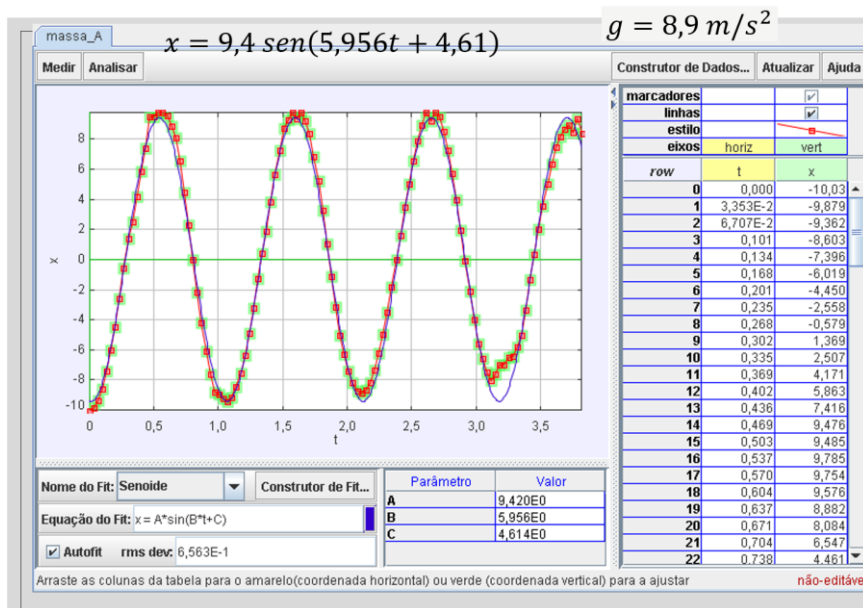 massa_A
x = 9,4 sen(5,956t + 4,61)
g = 8,9 m/s²
Medir Analisar
Construtor de Dados... Atualizar Ajuda
x
8
6
4
2
0
-2
-4
-6
-8
-10
0 0,5 1,0 1,5 2,0 2,5 3,0 3,5
t
marcadores
linhas
estilo
eixos horiz vert
row t x
0 0,000 -10,03
1 3,353E-2 -9,879
2 6,707E-2 -9,362
3 0,101 -8,603
4 0,134 -7,396
5 0,168 -6,019
6 0,201 -4,450
7 0,235 -2,558
8 0,268 -0,579
9 0,302 1,369
10 0,335 2,507
11 0,369 4,171
12 0,402 5,863
13 0,436 7,416
14 0,469 9,476
15 0,503 9,485
16 0,537 9,785
17 0,570 9,754
18 0,604 9,576
19 0,637 8,882
20 0,671 8,084
21 0,704 6,547
22 0,738 4,461
Nome do Fit: Senoide Construtor de Fit...
Equação do Fit: x = A*sin(B*t+C)
Autofit rms dev: 6,563E-1
Parâmetro Valor
A 9,420E0
B 5,956E0
C 4,614E0
Arraste as colunas da tabela para o amarelo(coordenada horizontal) ou verde (coordenada vertical) para a ajustar não-editáve